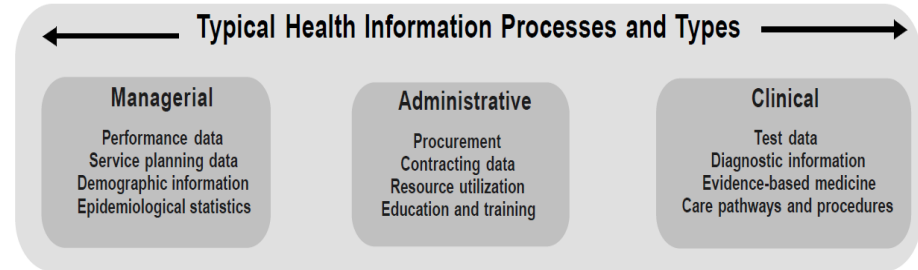 Typical Health Information Processes and Types
Managerial
Performance data
Service planning data
Demographic information
Epidemiological statistics
Administrative
Procurement
Contracting data
Resource utilization
Education and training
Clinical
Test data
Diagnostic information
Evidence-based medicine
Care pathways and procedures